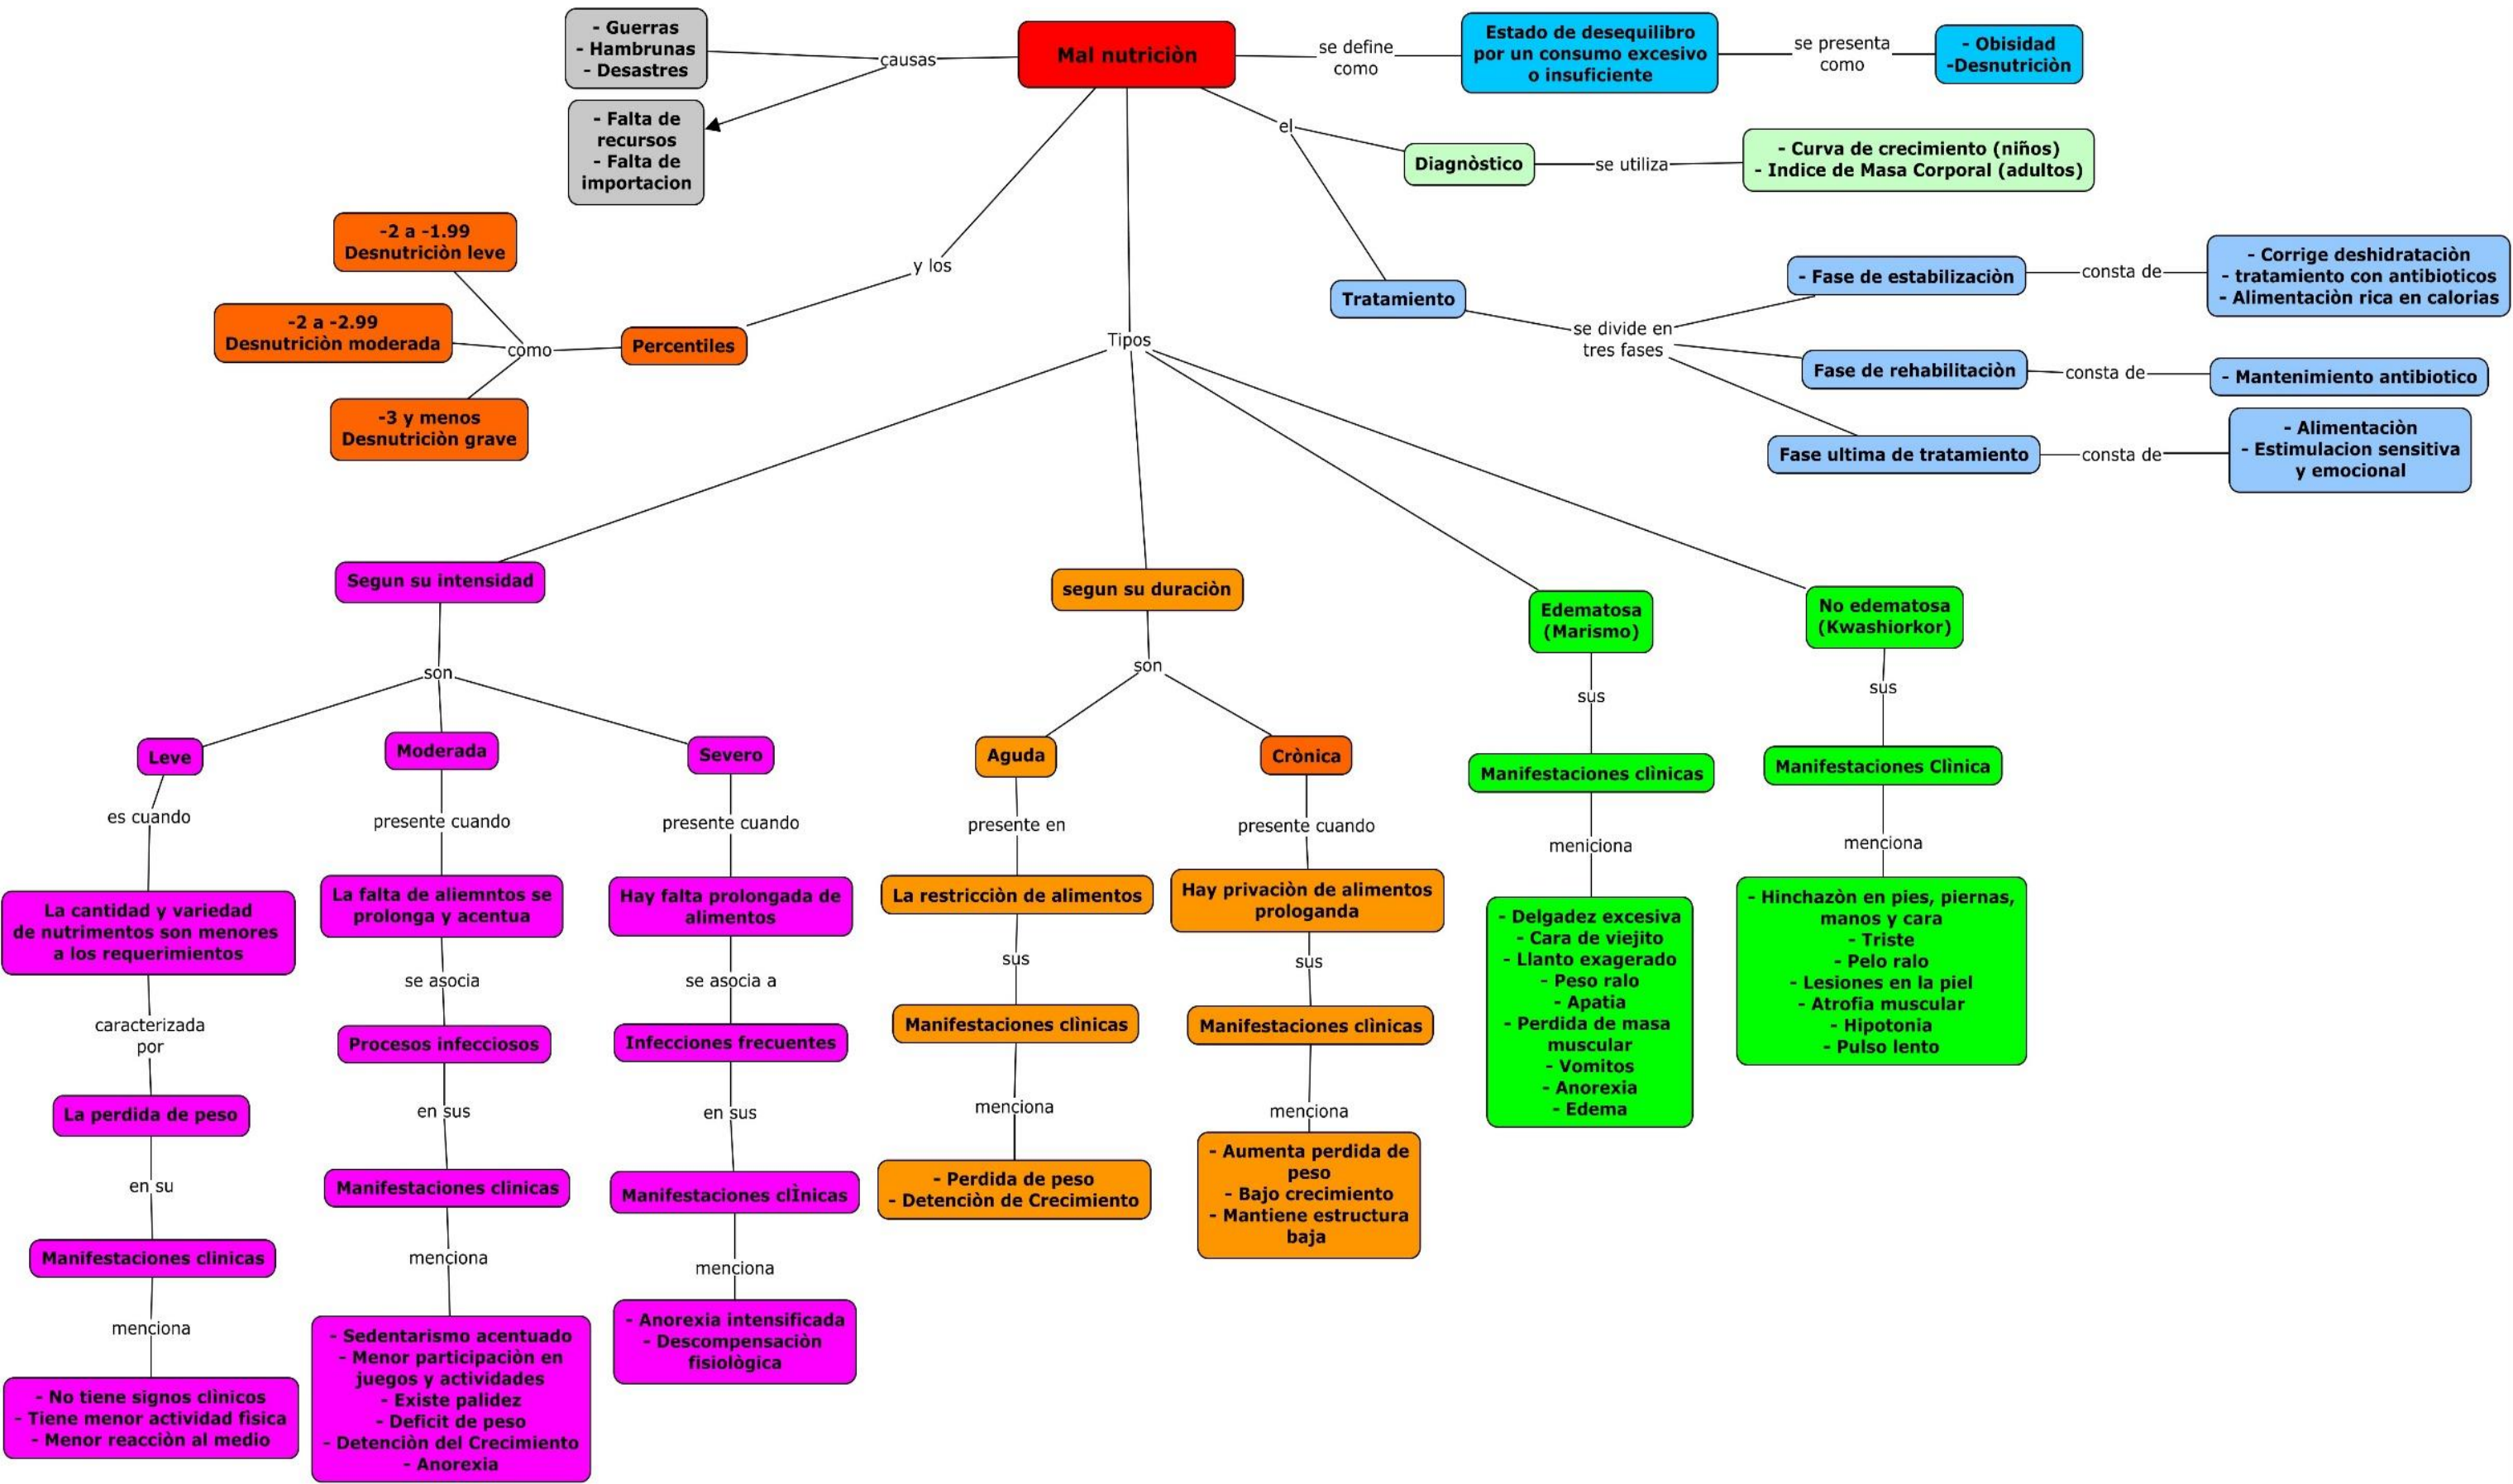 Mal nutriciòn
causas
- Guerras
- Hambrunas
- Desastres
- Falta de
recursos
- Falta de
importacion
se define
como
Estado de desequilibro
por un consumo excesivo
o insuficiente
se presenta
como
- Obisidad
-Desnutriciòn
el
Diagnòstico
se utiliza
- Curva de crecimiento (niños)
- Indice de Masa Corporal (adultos)
Tratamiento
se divide en
tres fases
- Fase de estabilizaciòn
consta de
- Corrige deshidrataciòn
- tratamiento con antibioticos
- Alimentaciòn rica en calorias
Fase de rehabilitaciòn
consta de
- Mantenimiento antibiotico
Fase ultima de tratamiento
consta de
- Alimentaciòn
- Estimulacion sensitiva
y emocional
y los
Percentiles
como
-2 a -1.99
Desnutriciòn leve
-2 a -2.99
Desnutriciòn moderada
-3 y menos
Desnutriciòn grave
Tipos
Segun su intensidad
son
Leve
es cuando
La cantidad y variedad
de nutrimentos son menores
a los requerimientos
caracterizada
por
La perdida de peso
en su
Manifestaciones clinicas
menciona
- No tiene signos clìnicos
- Tiene menor actividad fìsica
- Menor reacciòn al medio
Moderada
presente cuando
La falta de aliemntos se
prolonga y acentua
se asocia
Procesos infecciosos
en sus
Manifestaciones clinicas
menciona
- Sedentarismo acentuado
- Menor participaciòn en
juegos y actividades
- Existe palidez
- Deficit de peso
- Detenciòn del Crecimiento
- Anorexia
Severo
presente cuando
Hay falta prolongada de
alimentos
se asocia a
Infecciones frecuentes
en sus
Manifestaciones clÌnicas
menciona
- Anorexia intensificada
- Descompensaciòn
fisiològica
segun su duraciòn
son
Aguda
presente en
La restricciòn de alimentos
sus
Manifestaciones clìnicas
menciona
- Perdida de peso
- Detenciòn de Crecimiento
Crònica
presente cuando
Hay privaciòn de alimentos
prologanda
sus
Manifestaciones clìnicas
menciona
- Aumenta perdida de
peso
- Bajo crecimiento
- Mantiene estructura
baja
Edematosa
(Marismo)
sus
Manifestaciones clìnicas
meniciona
- Delgadez excesiva
- Cara de viejito
- Llanto exagerado
- Peso ralo
- Apatia
- Perdida de masa
muscular
- Vomitos
- Anorexia
- Edema
No edematosa
(Kwashiorkor)
sus
Manifestaciones Clìnica
menciona
- Hinchazòn en pies, piernas,
manos y cara
- Triste
- Pelo ralo
- Lesiones en la piel
- Atrofia muscular
- Hipotonia
- Pulso lento